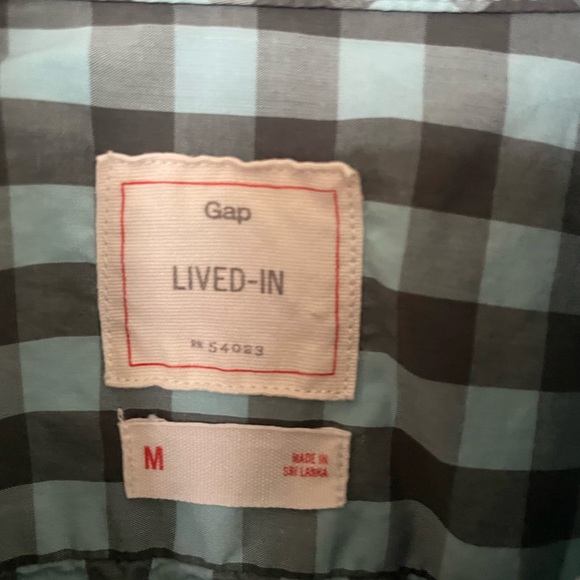 Gap
LIVED-IN
RN 54023
M
MADE IN
SRI LANKA